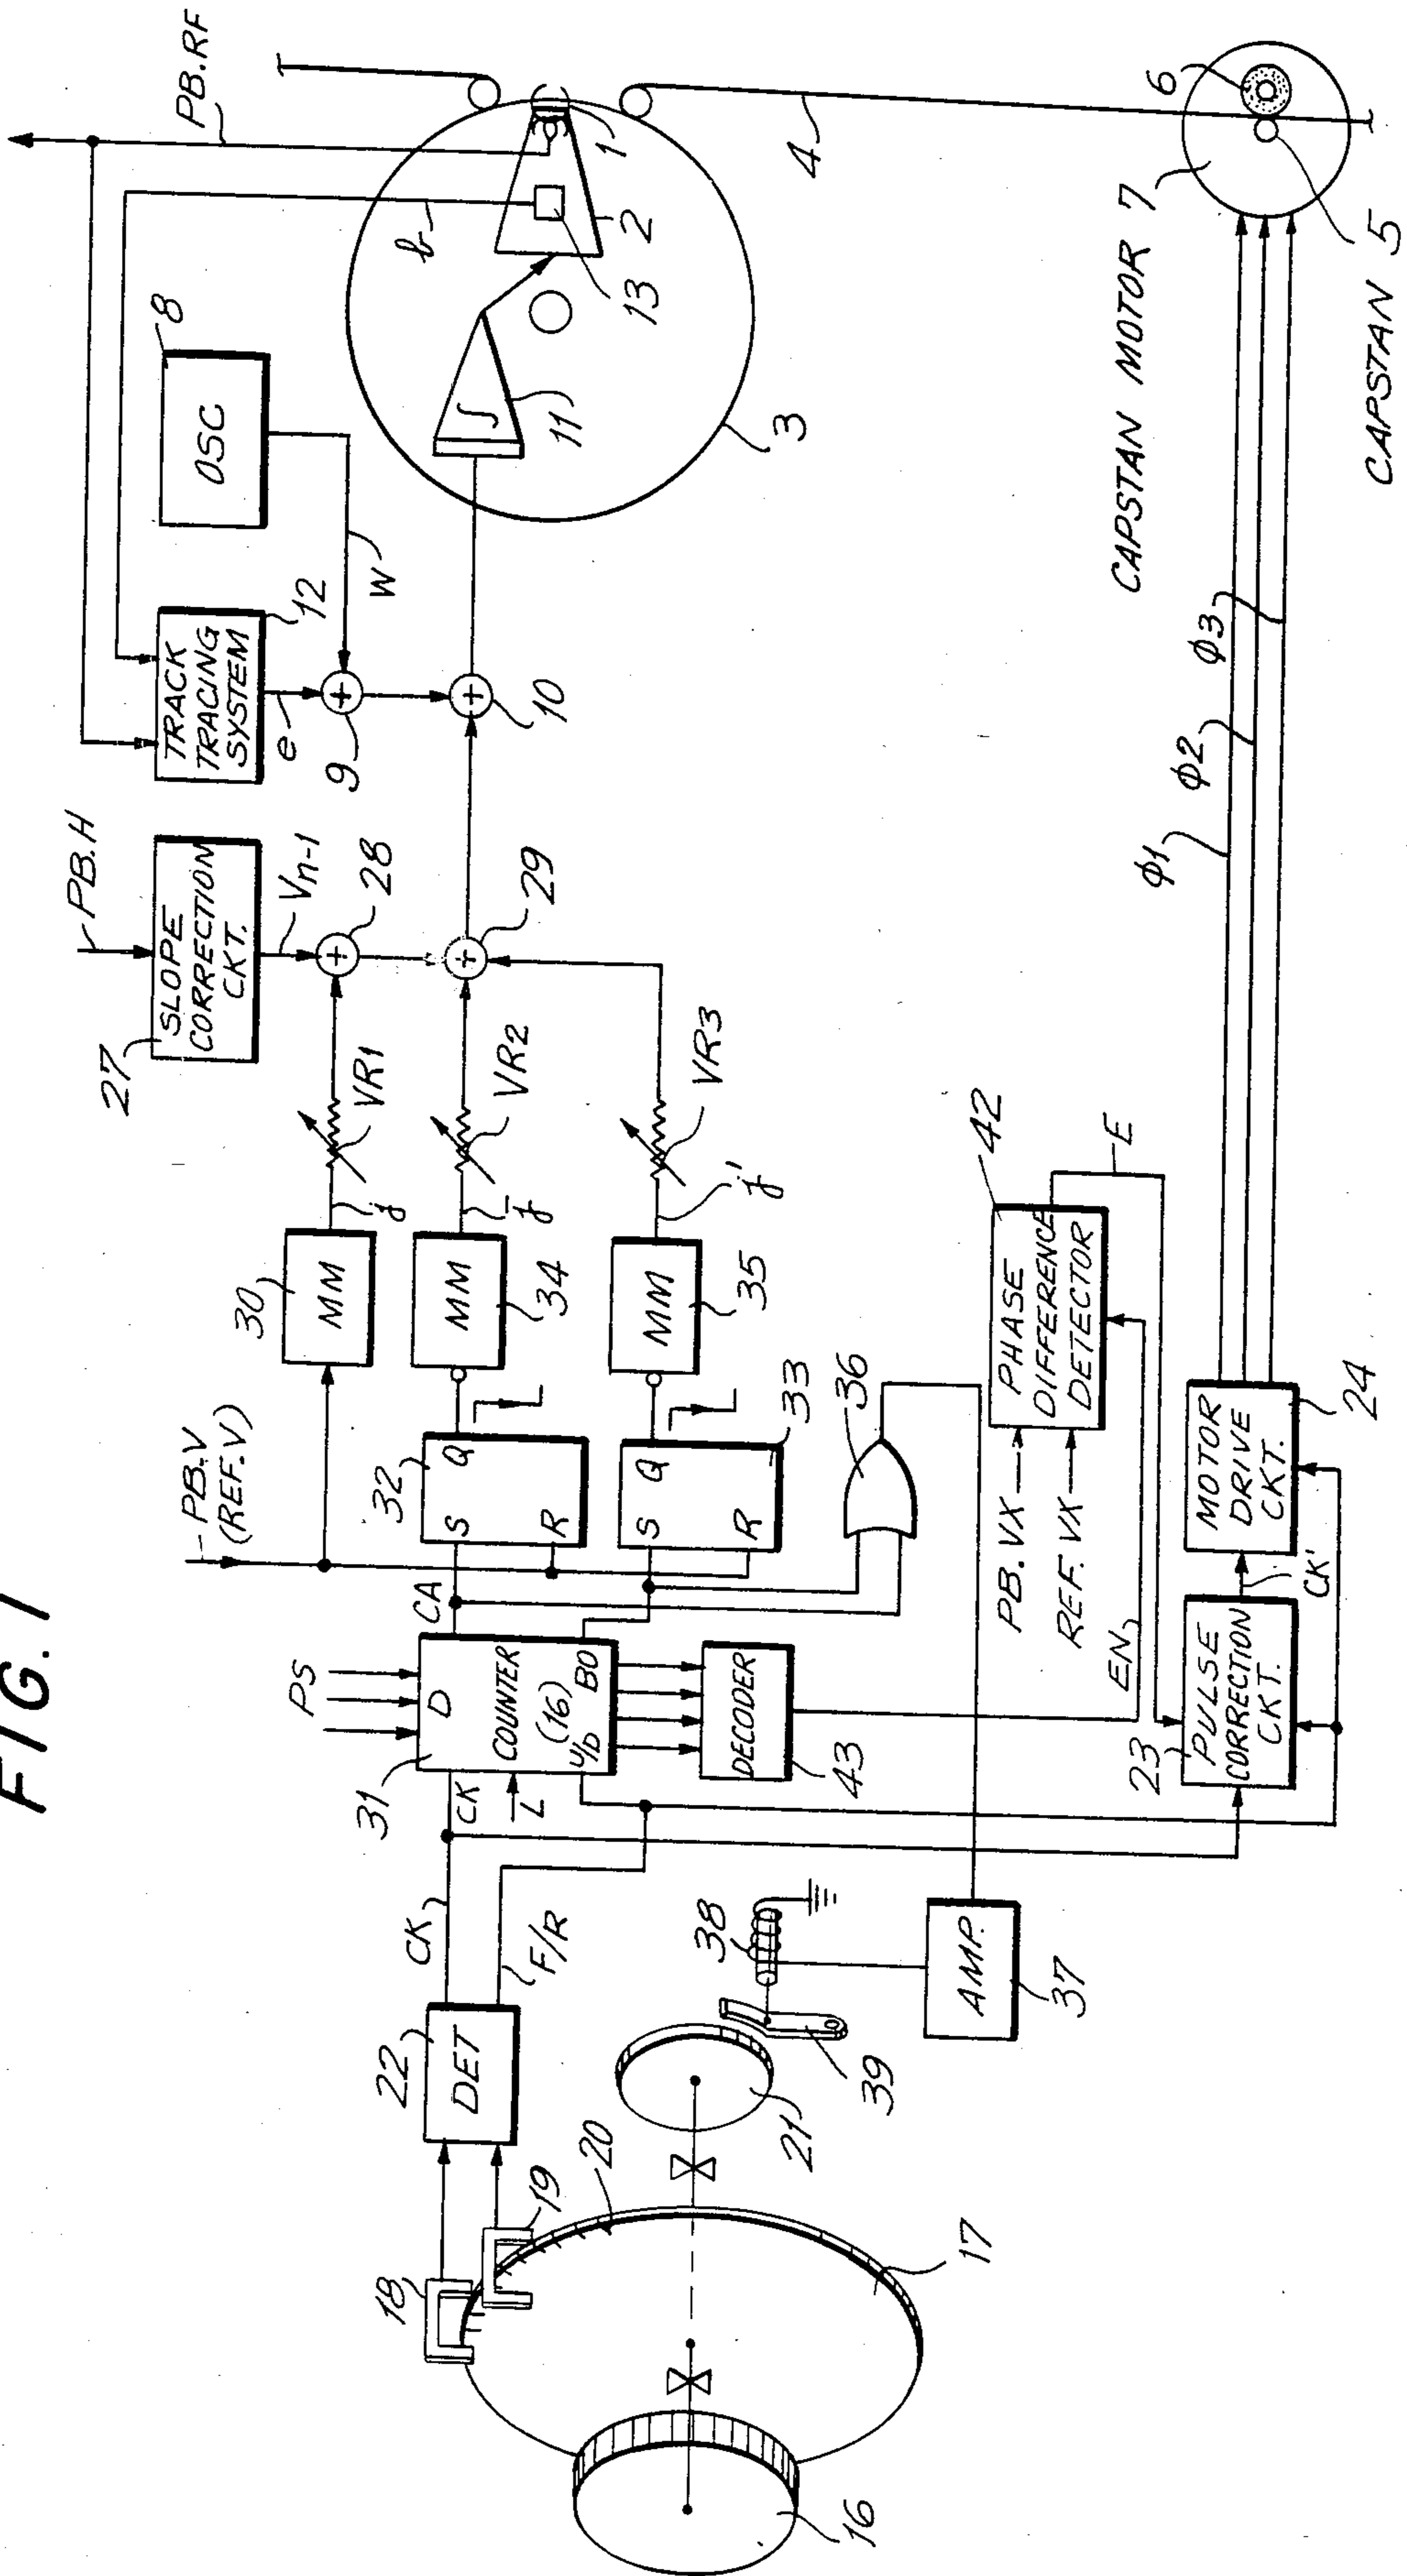 FIG. 1
PB.RF
8
OSC
b
1
2
13
11
∫
3
4
6
CAPSTAN MOTOR 7
CAPSTAN 5
W
12
TRACK
TRACING
SYSTEM
e
9
10
PB.H
27
SLOPE
CORRECTION
CKT.
Vn-1
28
29
VR1
VR2
VR3
j
j̄
j'
30
MM
MM
34
MM
35
PB.V
(REF.V)
32
S Q
R
33
S Q
R
36
CA
PS
D
31
COUNTER
(16)
U/D BO
CK
L
DECODER
43
42
PHASE
DIFFERENCE
DETECTOR
PB.VX
REF.VX
E
EN
23
PULSE
CORRECTION
CKT.
CK'
MOTOR
DRIVE
CKT.
24
φ1
φ2
φ3
CK
F/R
22
DET
18
19
20
17
16
21
38
39
AMP.
37